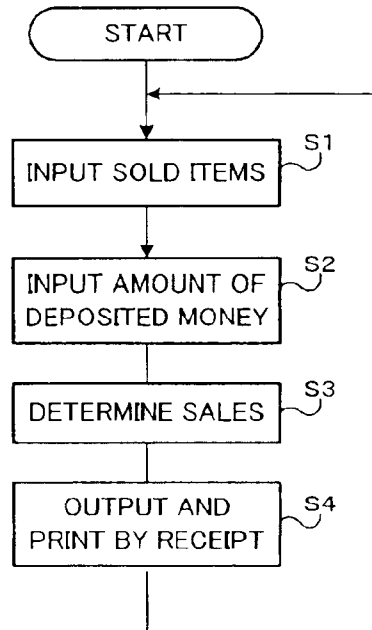 START
S1
INPUT SOLD ITEMS
S2
INPUT AMOUNT OF
DEPOSITED MONEY
S3
DETERMINE SALES
S4
OUTPUT AND
PRINT BY RECEIPT